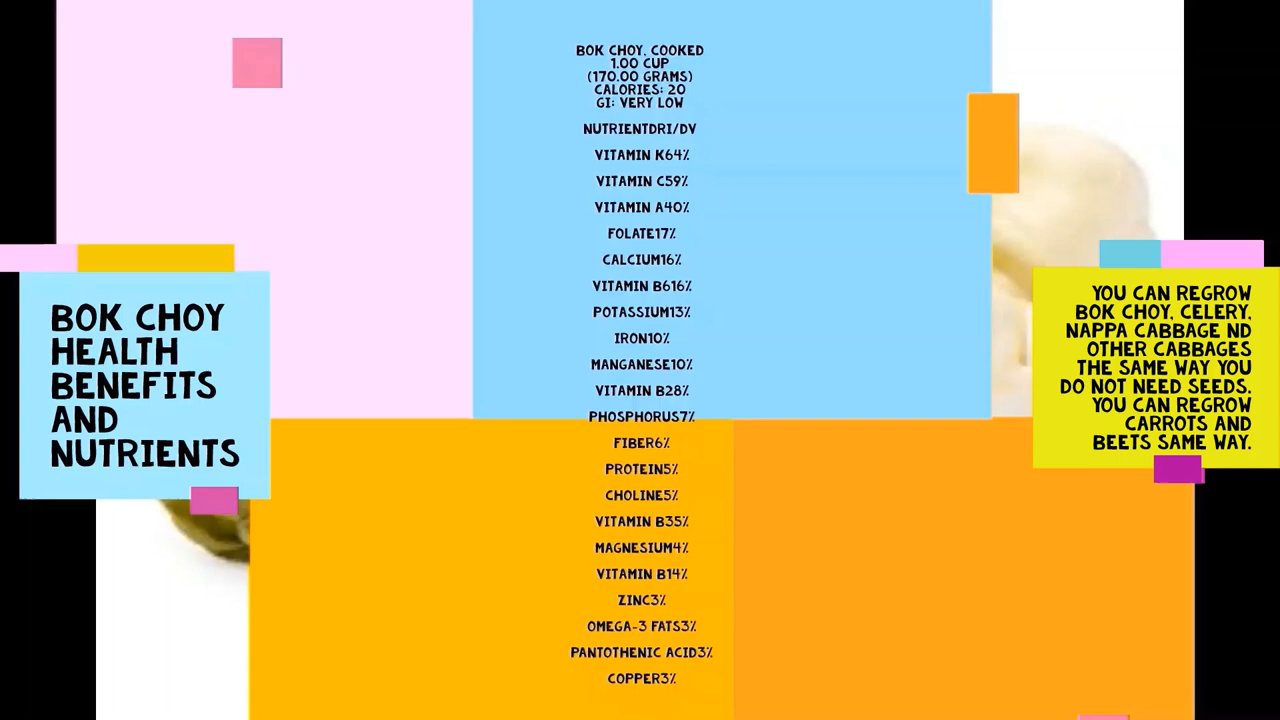 BOK CHOY
HEALTH
BENEFITS
AND
NUTRIENTS
BOK CHOY, COOKED
1.00 CUP
(170.00 GRAMS)
CALORIES: 20
GI: VERY LOW
NUTRIENTDRI/DV
VITAMIN K64%
VITAMIN C59%
VITAMIN A40%
FOLATE17%
CALCIUM16%
VITAMIN B616%
POTASSIUM13%
IRON10%
MANGANESE10%
VITAMIN B28%
PHOSPHORUS7%
FIBER6%
PROTEIN5%
CHOLINE5%
VITAMIN B35%
MAGNESIUM4%
VITAMIN B14%
ZINC3%
OMEGA-3 FATS3%
PANTOTHENIC ACID3%
COPPER3%
YOU CAN REGROW
BOK CHOY, CELERY,
NAPPA CABBAGE ND
OTHER CABBAGES
THE SAME WAY YOU
DO NOT NEED SEEDS.
YOU CAN REGROW
CARROTS AND
BEETS SAME WAY.